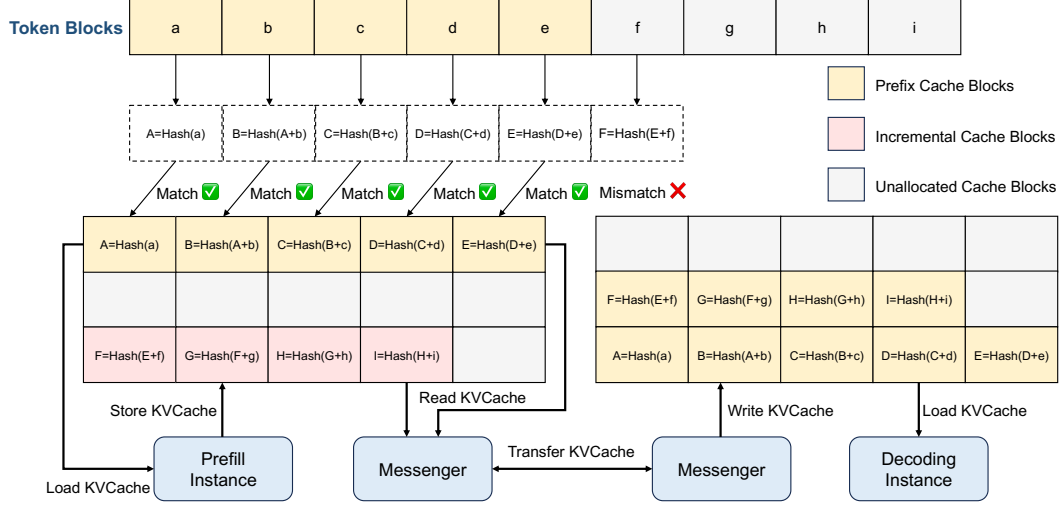 Token Blocks
a
b
c
d
e
f
g
h
i
Prefix Cache Blocks
Incremental Cache Blocks
Unallocated Cache Blocks
A=Hash(a)
B=Hash(A+b)
C=Hash(B+c)
D=Hash(C+d)
E=Hash(D+e)
F=Hash(E+f)
Match ✅
Match ✅
Match ✅
Match ✅
Match ✅
Mismatch ❌
A=Hash(a)
B=Hash(A+b)
C=Hash(B+c)
D=Hash(C+d)
E=Hash(D+e)
F=Hash(E+f)
G=Hash(F+g)
H=Hash(G+h)
I=Hash(H+i)
F=Hash(E+f)
G=Hash(F+g)
H=Hash(G+h)
I=Hash(H+i)
A=Hash(a)
B=Hash(A+b)
C=Hash(B+c)
D=Hash(C+d)
E=Hash(D+e)
Store KVCache
Read KVCache
Write KVCache
Load KVCache
Load KVCache
Prefill
Instance
Messenger
Transfer KVCache
Messenger
Decoding
Instance